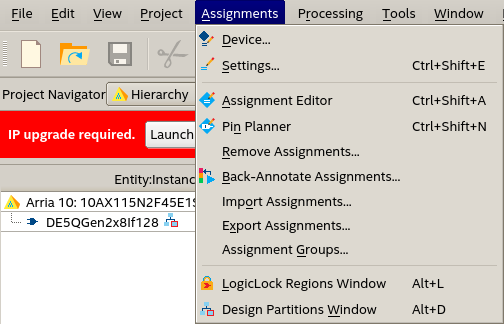 File Edit View Project Assignments Processing Tools Window
Device...
Settings... Ctrl+Shift+E
Project Navigator Hierarchy
Assignment Editor Ctrl+Shift+A
IP upgrade required. Launch
Pin Planner Ctrl+Shift+N
Remove Assignments...
Entity:Instanc
Back-Annotate Assignments...
Arria 10: 10AX115N2F45E1S
Import Assignments...
DE5QGen2x8If128
Export Assignments...
Assignment Groups...
LogicLock Regions Window Alt+L
Design Partitions Window Alt+D